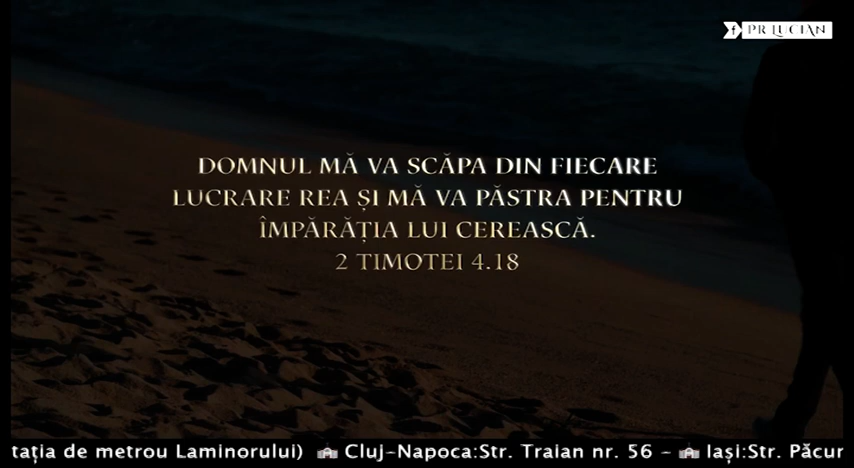 PR LUCIAN
DOMNUL MĂ VA SCĂPA DIN FIECARE
LUCRARE REA ȘI MĂ VA PĂSTRA PENTRU
ÎMPĂRĂȚIA LUI CEREASCĂ.
2 TIMOTEI 4.18
tația de metrou Laminorului) Cluj-Napoca:Str. Traian nr. 56 – Iași:Str. Păcur